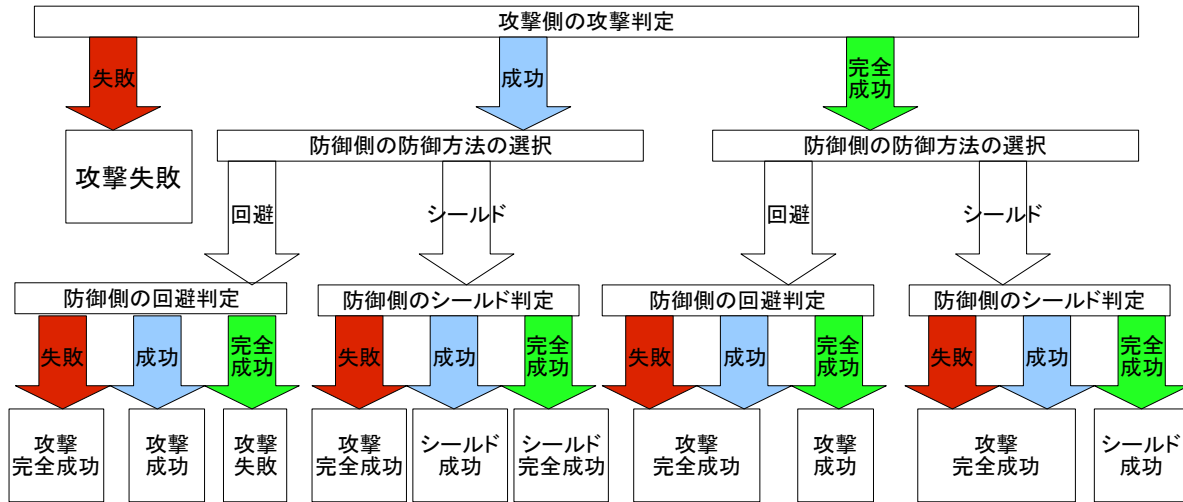 攻撃側の攻撃判定
失敗
成功
完全
成功
攻撃失敗
防御側の防御方法の選択
防御側の防御方法の選択
回避
シールド
回避
シールド
防御側の回避判定
防御側のシールド判定
防御側の回避判定
防御側のシールド判定
失敗
成功
完全
成功
失敗
成功
完全
成功
失敗
成功
完全
成功
失敗
成功
完全
成功
攻撃
完全成功
攻撃
成功
攻撃
失敗
攻撃
完全成功
シールド
成功
シールド
完全成功
攻撃
完全成功
攻撃
成功
攻撃
完全成功
シールド
成功